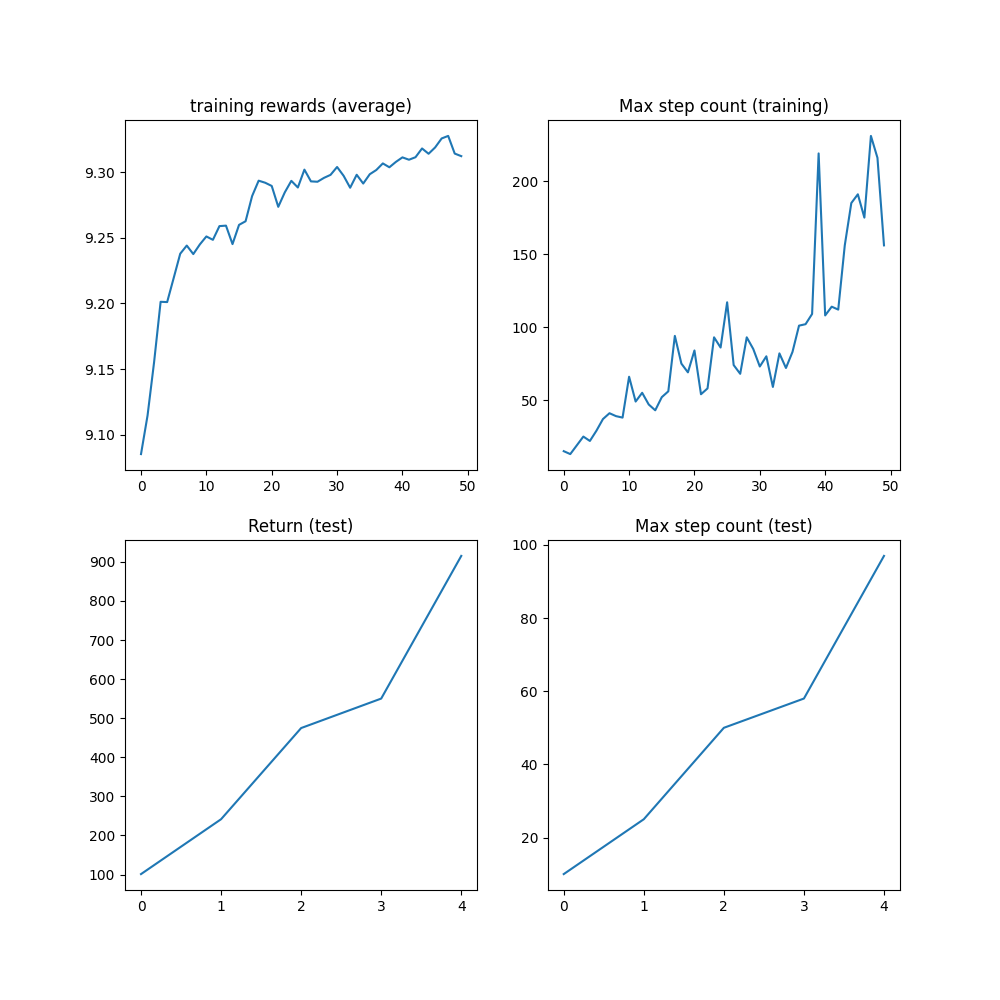 training rewards (average)
9.30
9.25
9.20
9.15
9.10
0 10 20 30 40 50
Max step count (training)
200
150
100
50
0 10 20 30 40 50
Return (test)
900
800
700
600
500
400
300
200
100
0 1 2 3 4
Max step count (test)
100
80
60
40
20
0 1 2 3 4